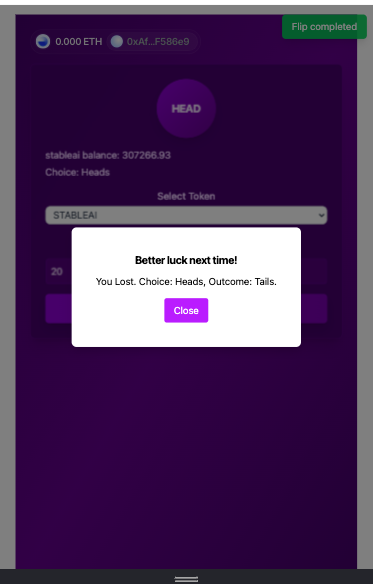 Flip completed
0.000 ETH 0xAf...F586e9
HEAD
stableai balance: 307266.93
Choice: Heads
Select Token
STABLEAI
Better luck next time!
20
You Lost. Choice: Heads, Outcome: Tails.
Close